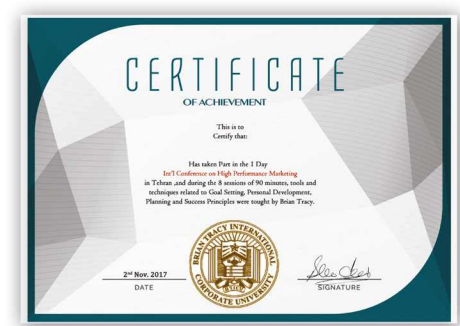 CERTIFICATE
OF ACHIEVEMENT
This is to
Certify that:
Has taken Part in the 1 Day
Int'l Conference on High Performance Marketing
in Tehran ,and during the 8 sessions of 90 minutes, tools and
techniques related to Goal Setting, Personal Development,
Planning and Success Principles were tought by Brian Tracy.
BRIAN TRACY INTERNATIONAL
CORPORATE UNIVERSITY
2nd Nov. 2017
DATE
SIGNATURE